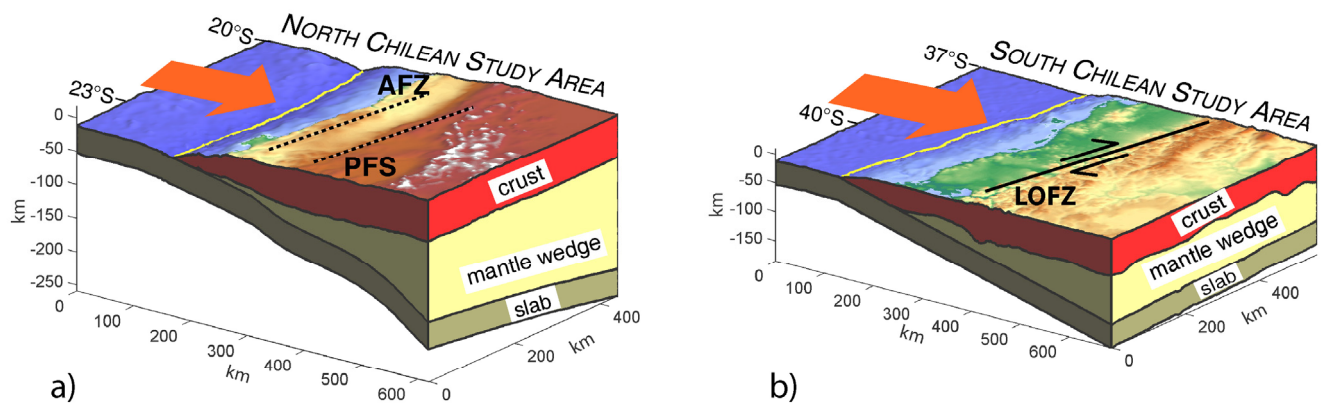 NORTH CHILEAN STUDY AREA
20°S
23°S
AFZ
PFS
crust
mantle wedge
slab
0
-50
-100
-150
-200
-250
km
0
100
200
300
400
500
600
km
0
200
400
km
a)
SOUTH CHILEAN STUDY AREA
37°S
40°S
LOFZ
crust
mantle wedge
slab
0
-50
-100
-150
km
0
100
200
300
400
500
600
km
0
200
400
km
b)